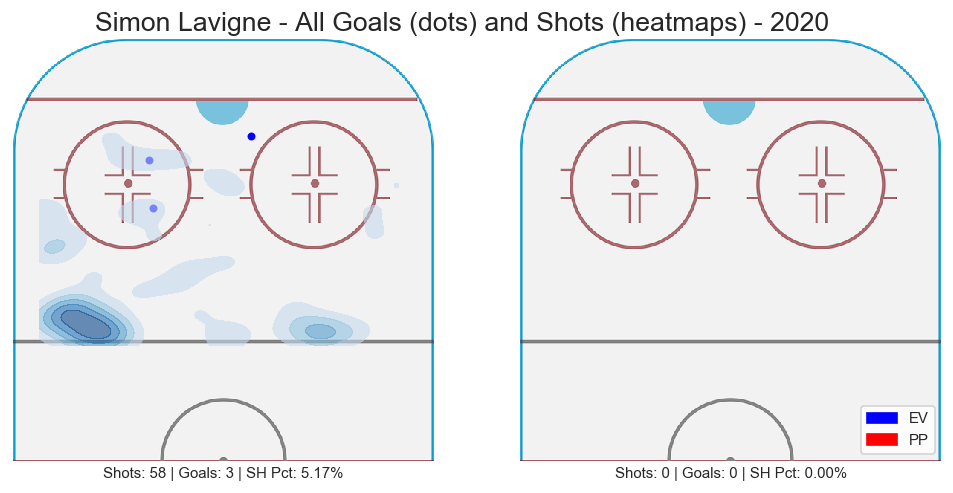 Simon Lavigne - All Goals (dots) and Shots (heatmaps) - 2020
EV
PP
Shots: 58 | Goals: 3 | SH Pct: 5.17%
Shots: 0 | Goals: 0 | SH Pct: 0.00%